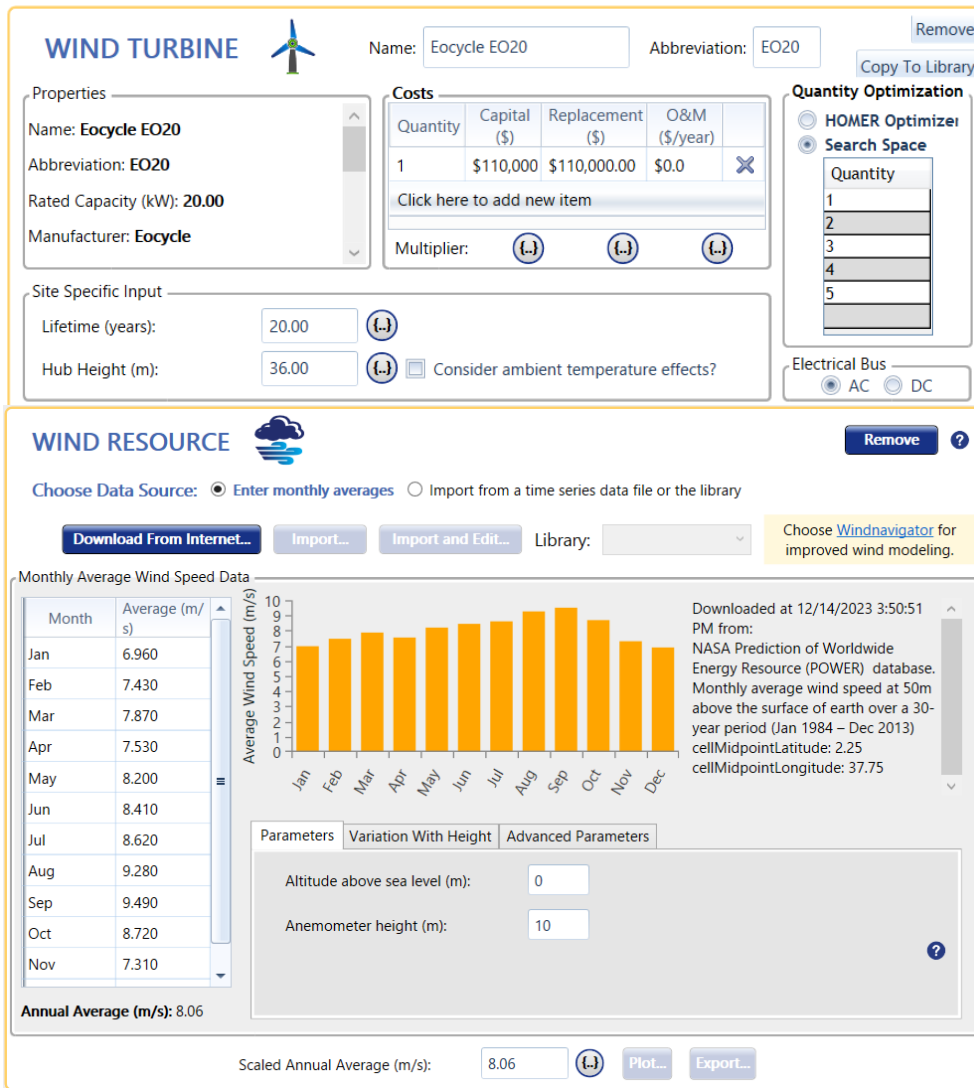 WIND TURBINE
Name: Eocycle EO20
Abbreviation: EO20
Remove
Copy To Library
Properties
Name: Eocycle EO20
Abbreviation: EO20
Rated Capacity (kW): 20.00
Manufacturer: Eocycle
Costs
Quantity Capital ($) Replacement ($) O&M ($/year)
1 $110,000 $110,000.00 $0.0
Click here to add new item
Multiplier: {..} {..} {..}
Quantity Optimization
HOMER Optimizer
Search Space
Quantity
1
2
3
4
5
Site Specific Input
Lifetime (years): 20.00 {..}
Hub Height (m): 36.00 {..} Consider ambient temperature effects?
Electrical Bus
AC DC
WIND RESOURCE
Remove ?
Choose Data Source: Enter monthly averages Import from a time series data file or the library
Download From Internet... Import... Import and Edit... Library:
Choose Windnavigator for
improved wind modeling.
Monthly Average Wind Speed Data
Month Average (m/s)
Jan 6.960
Feb 7.430
Mar 7.870
Apr 7.530
May 8.200
Jun 8.410
Jul 8.620
Aug 9.280
Sep 9.490
Oct 8.720
Nov 7.310
Annual Average (m/s): 8.06
Average Wind Speed (m/s)
10
9
8
7
6
5
4
3
2
1
0
Jan Feb Mar Apr May Jun Jul Aug Sep Oct Nov Dec
Downloaded at 12/14/2023 3:50:51
PM from:
NASA Prediction of Worldwide
Energy Resource (POWER) database.
Monthly average wind speed at 50m
above the surface of earth over a 30-
year period (Jan 1984 – Dec 2013)
cellMidpointLatitude: 2.25
cellMidpointLongitude: 37.75
Parameters Variation With Height Advanced Parameters
Altitude above sea level (m): 0
Anemometer height (m): 10
?
Scaled Annual Average (m/s): 8.06 {..} Plot... Export...